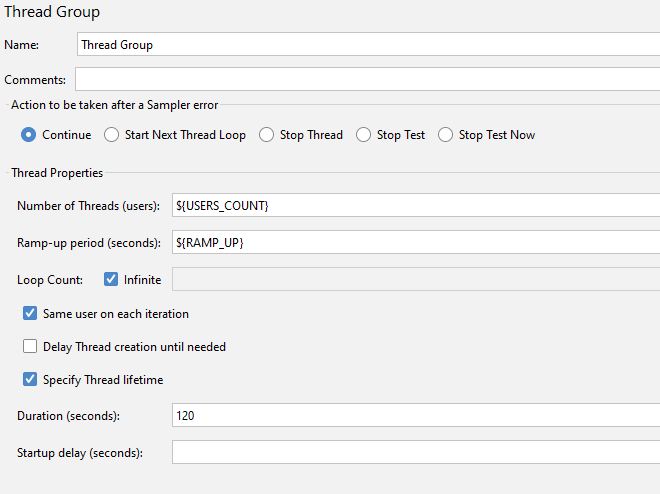 Thread Group
Name: Thread Group
Comments:
Action to be taken after a Sampler error
Continue Start Next Thread Loop Stop Thread Stop Test Stop Test Now
Thread Properties
Number of Threads (users): ${USERS_COUNT}
Ramp-up period (seconds): ${RAMP_UP}
Loop Count: Infinite
Same user on each iteration
Delay Thread creation until needed
Specify Thread lifetime
Duration (seconds): 120
Startup delay (seconds):